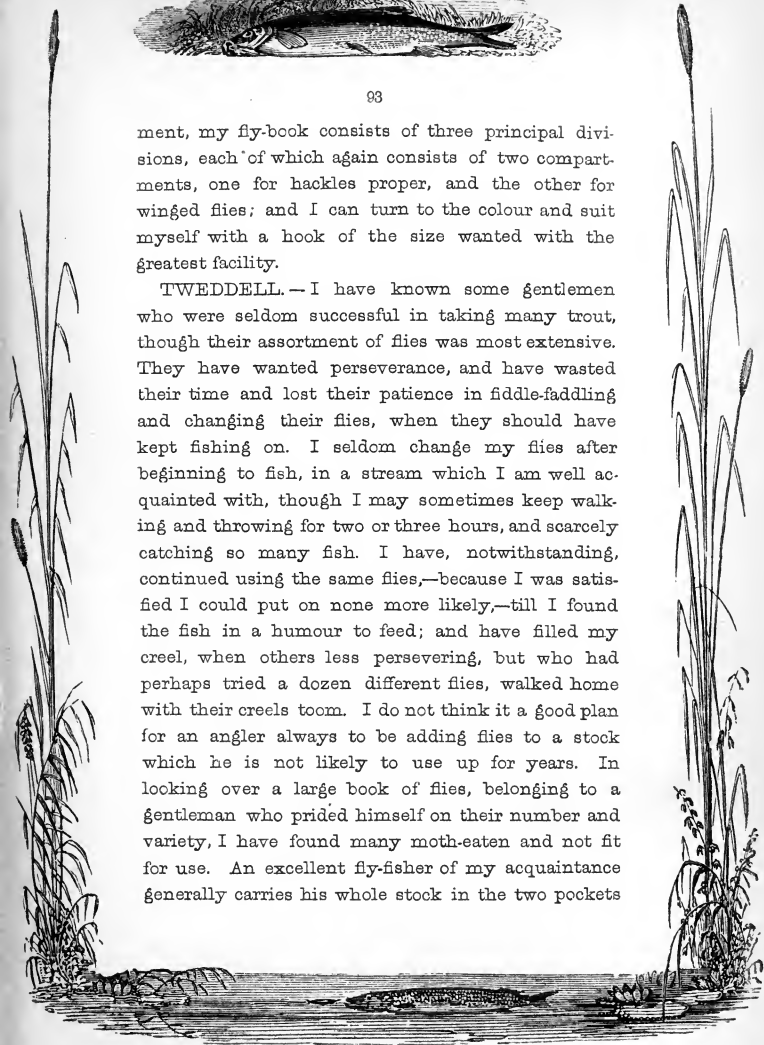 93
ment, my fly-book consists of three principal divi-
sions, each of which again consists of two compart-
ments, one for hackles proper, and the other for
winged flies; and I can turn to the colour and suit
myself with a hook of the size wanted with the
greatest facility.
TWEDDELL. — I have known some gentlemen
who were seldom successful in taking many trout,
though their assortment of flies was most extensive.
They have wanted perseverance, and have wasted
their time and lost their patience in fiddle-faddling
and changing their flies, when they should have
kept fishing on. I seldom change my flies after
beginning to fish, in a stream which I am well ac-
quainted with, though I may sometimes keep walk-
ing and throwing for two or three hours, and scarcely
catching so many fish. I have, notwithstanding,
continued using the same flies,—because I was satis-
fied I could put on none more likely,—till I found
the fish in a humour to feed; and have filled my
creel, when others less persevering, but who had
perhaps tried a dozen different flies, walked home
with their creels toom. I do not think it a good plan
for an angler always to be adding flies to a stock
which he is not likely to use up for years. In
looking over a large book of flies, belonging to a
gentleman who prided himself on their number and
variety, I have found many moth-eaten and not fit
for use. An excellent fly-fisher of my acquaintance
generally carries his whole stock in the two pockets